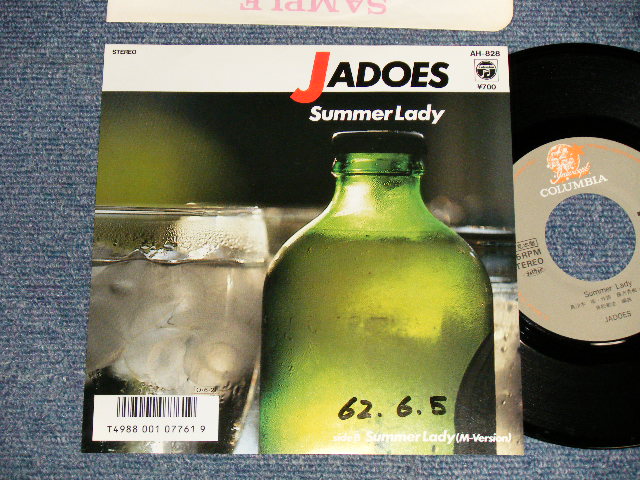 SAMPLE
STEREO
JADOES
AH-828
Columbia
¥700
Summer Lady
COLUMBIA
STEREO
Summer Lady
JADOES
62.6.5
T4988 001 07761 9
side B Summer Lady (M-Version)